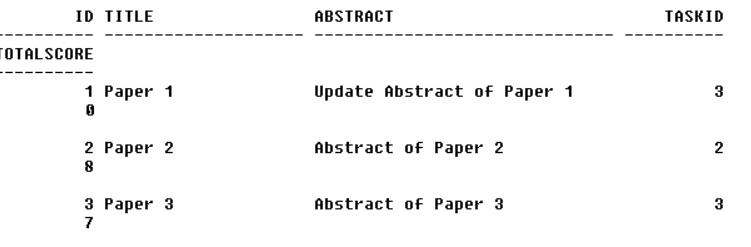 ID TITLE ABSTRACT TASKID
---------- -------------------- ------------------------------ ----------
TOTALSCORE
----------
1 Paper 1 Update Abstract of Paper 1 3
0
2 Paper 2 Abstract of Paper 2 2
8
3 Paper 3 Abstract of Paper 3 3
7